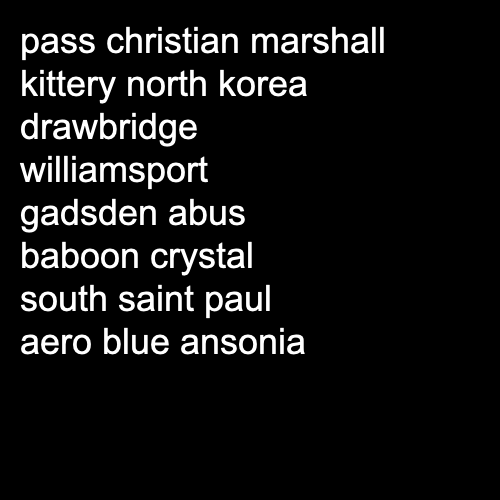 pass christian marshall
kittery north korea
drawbridge
williamsport
gadsden abus
baboon crystal
south saint paul
aero blue ansonia